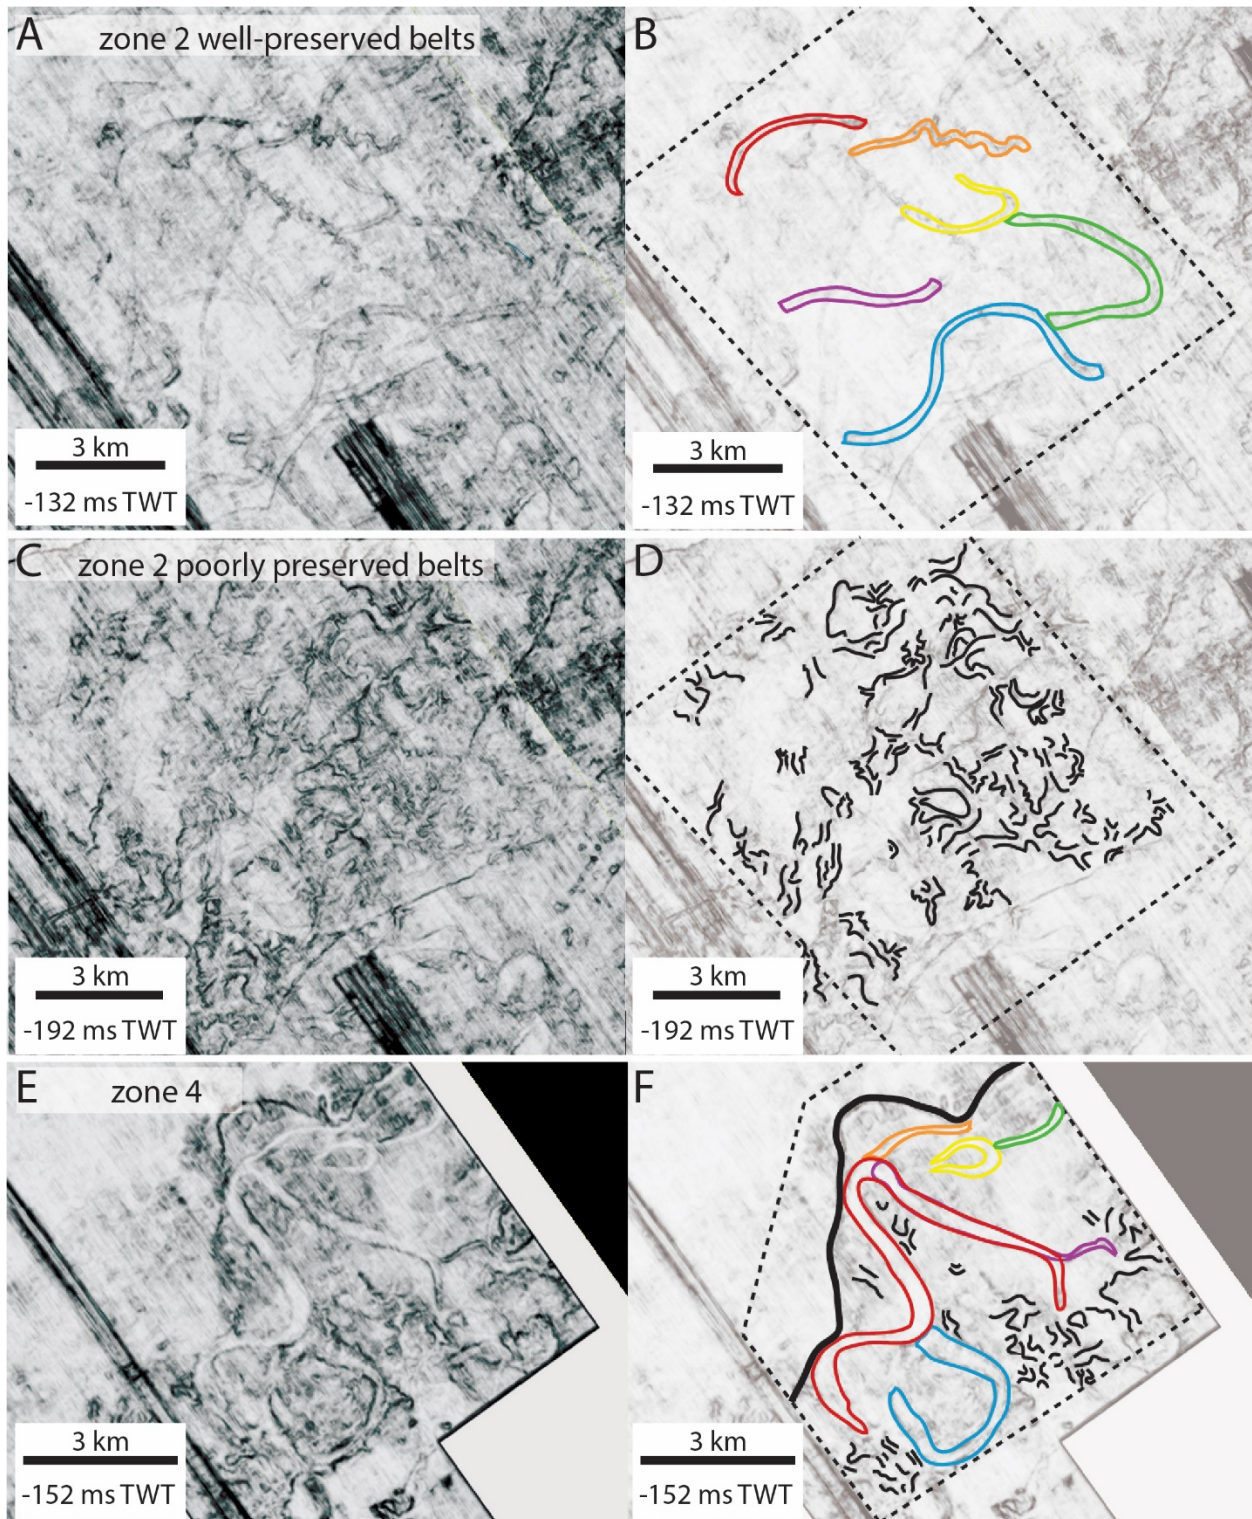 A zone 2 well-preserved belts
B
3 km
-132 ms TWT
3 km
-132 ms TWT
C zone 2 poorly preserved belts
D
3 km
-192 ms TWT
3 km
-192 ms TWT
E zone 4
F
3 km
-152 ms TWT
3 km
-152 ms TWT